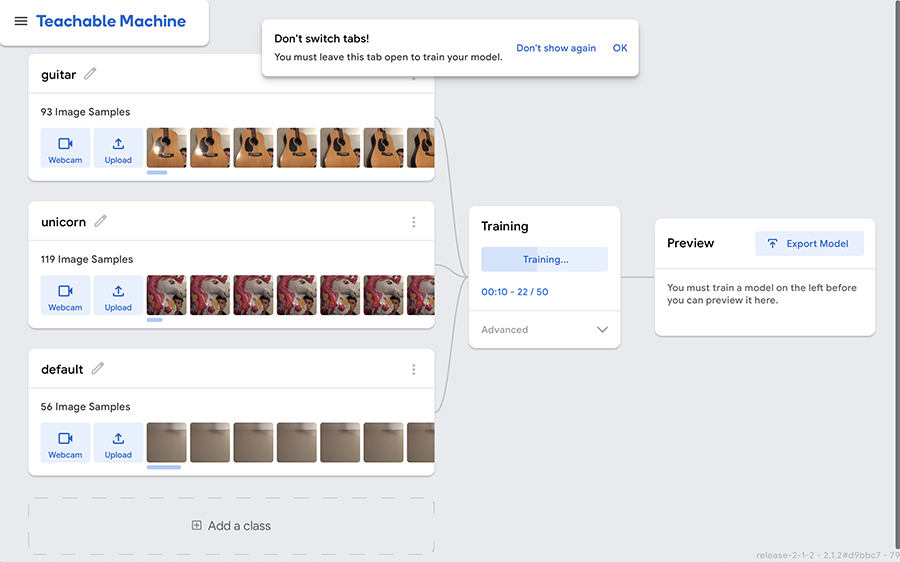 Teachable Machine
Don't switch tabs!
You must leave this tab open to train your model.
Don't show again
OK
guitar
93 Image Samples
Webcam
Upload
unicorn
119 Image Samples
Webcam
Upload
default
56 Image Samples
Webcam
Upload
Add a class
Training
Training...
00:10 - 22 / 50
Advanced
Preview
Export Model
You must train a model on the left before
you can preview it here.
release-2-1-2 - 2.1.2#d9bbc7 - 79